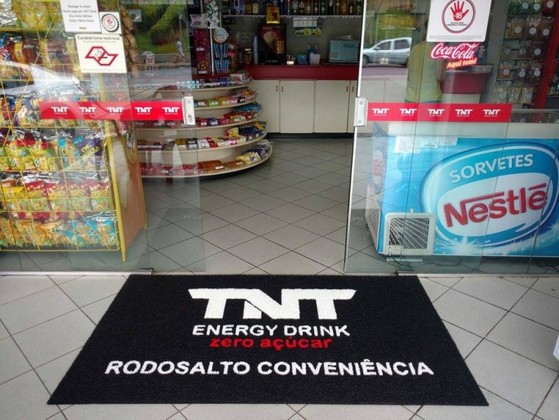 Coca-Cola
TNT TNT TNT TNT TNT
TNT TNT TNT TNT TNT
SORVETES
Nestlé
TNT
ENERGY DRINK
zero açúcar
RODOSALTO CONVENIÊNCIA